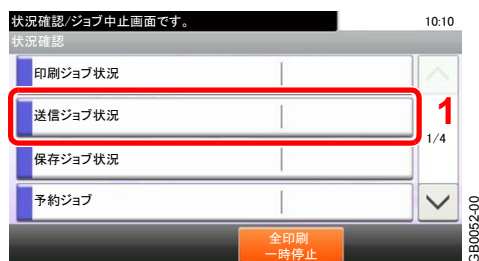 状況確認/ジョブ中止画面です。
10:10
状況確認
印刷ジョブ状況
送信ジョブ状況
1
1/4
保存ジョブ状況
予約ジョブ
全印刷
一時停止
GB0052-00